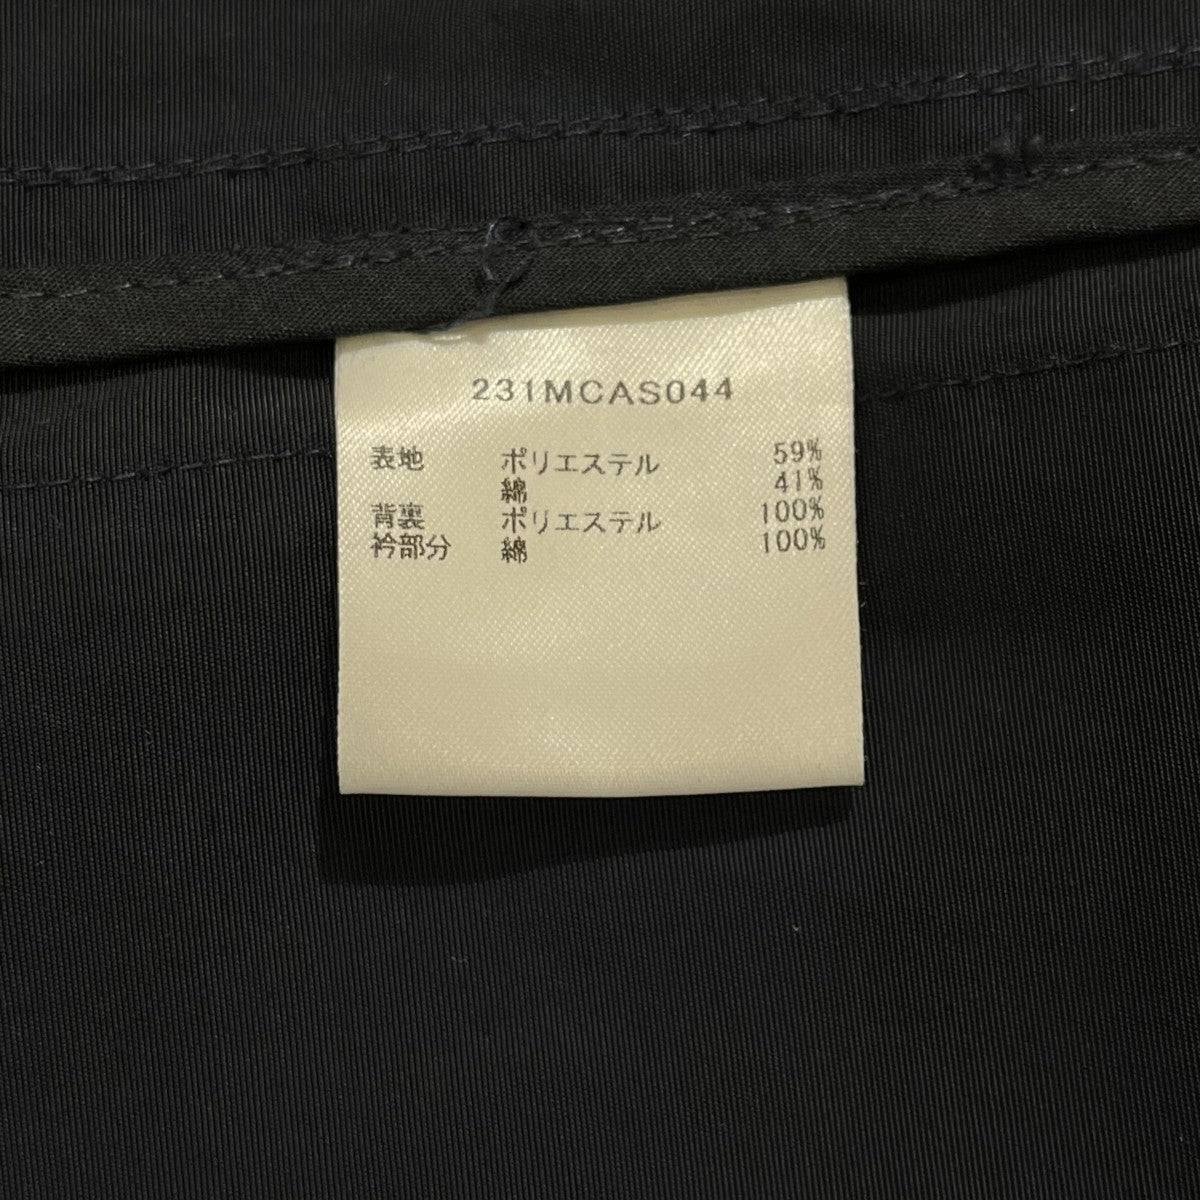 231MCAS044
表地 ポリエステル 59%
綿 41%
背裏 ポリエステル 100%
衿部分 綿 100%